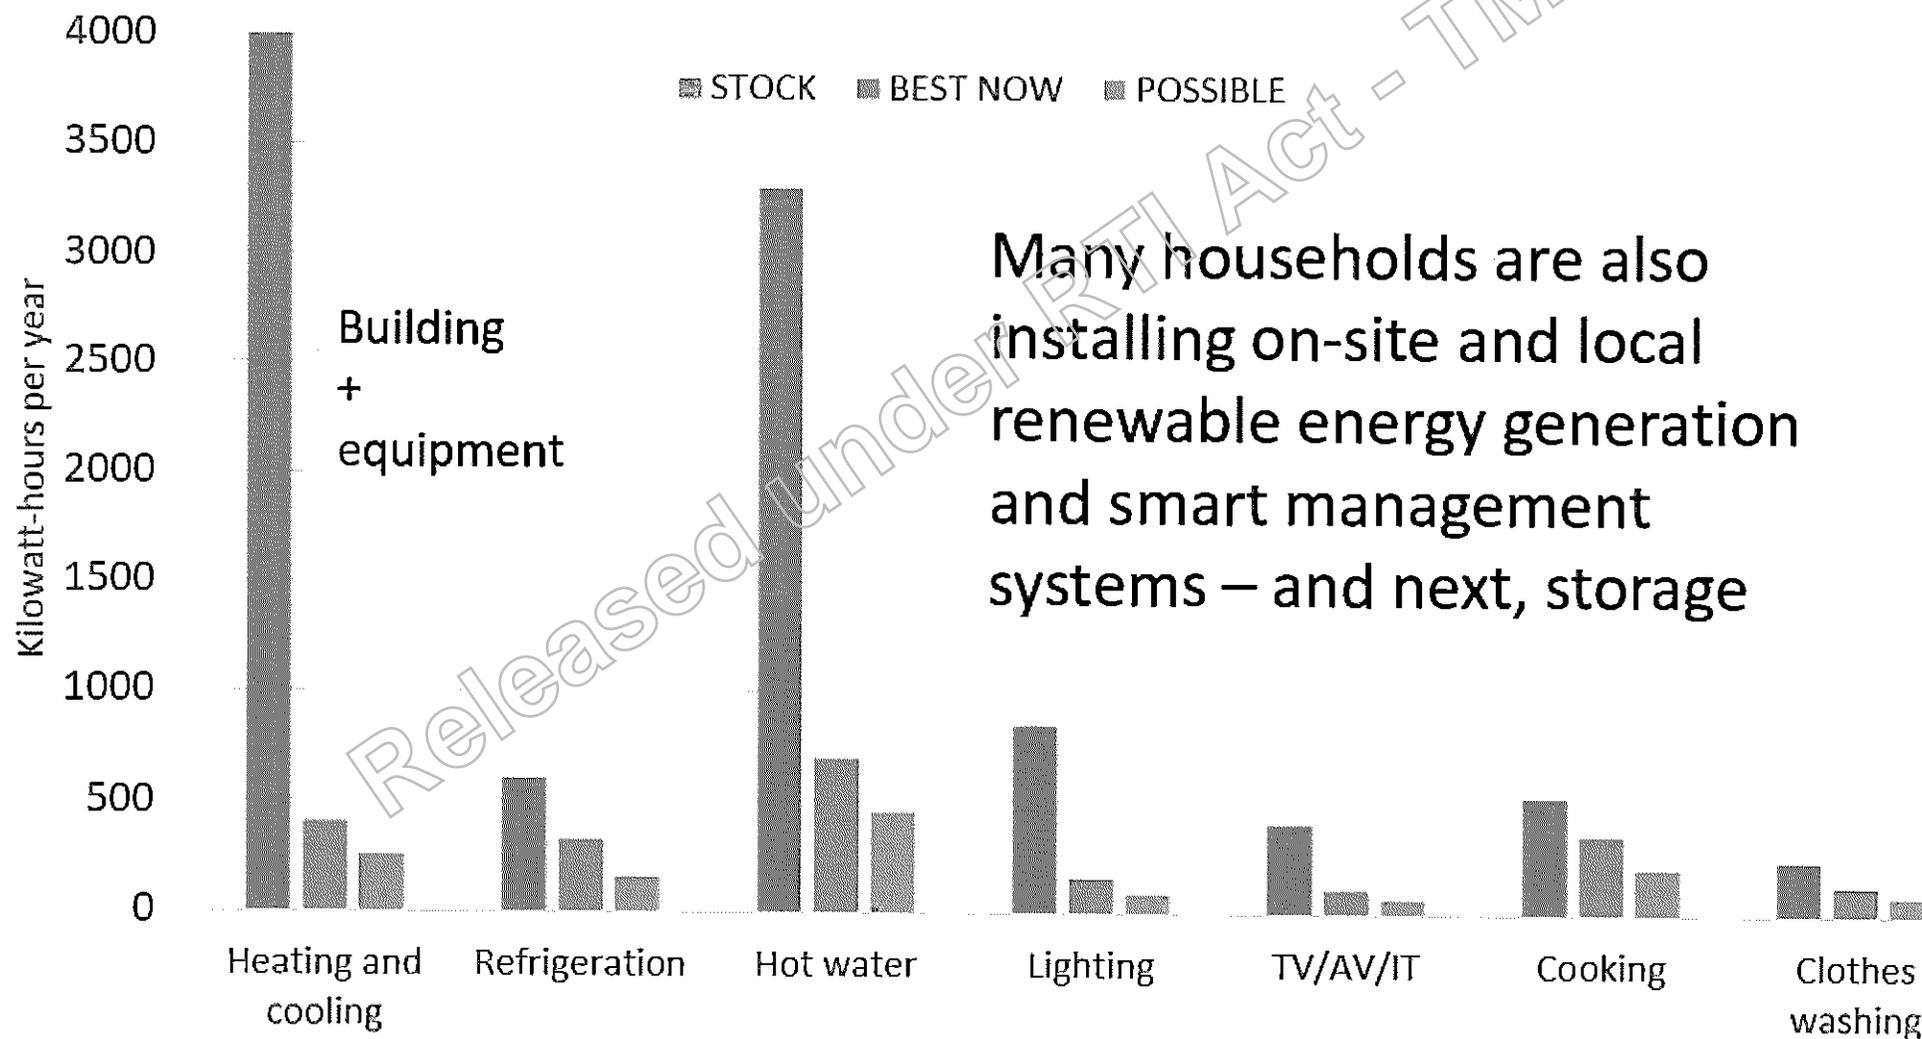 4000
3500
3000
2500
2000
1500
1000
500
0
Kilowatt-hours per year
STOCK BEST NOW POSSIBLE
Building
+
equipment
Many households are also
installing on-site and local
renewable energy generation
and smart management
systems – and next, storage
Released under RTI Act - TM
Heating and
cooling
Refrigeration
Hot water
Lighting
TV/AV/IT
Cooking
Clothes
washing